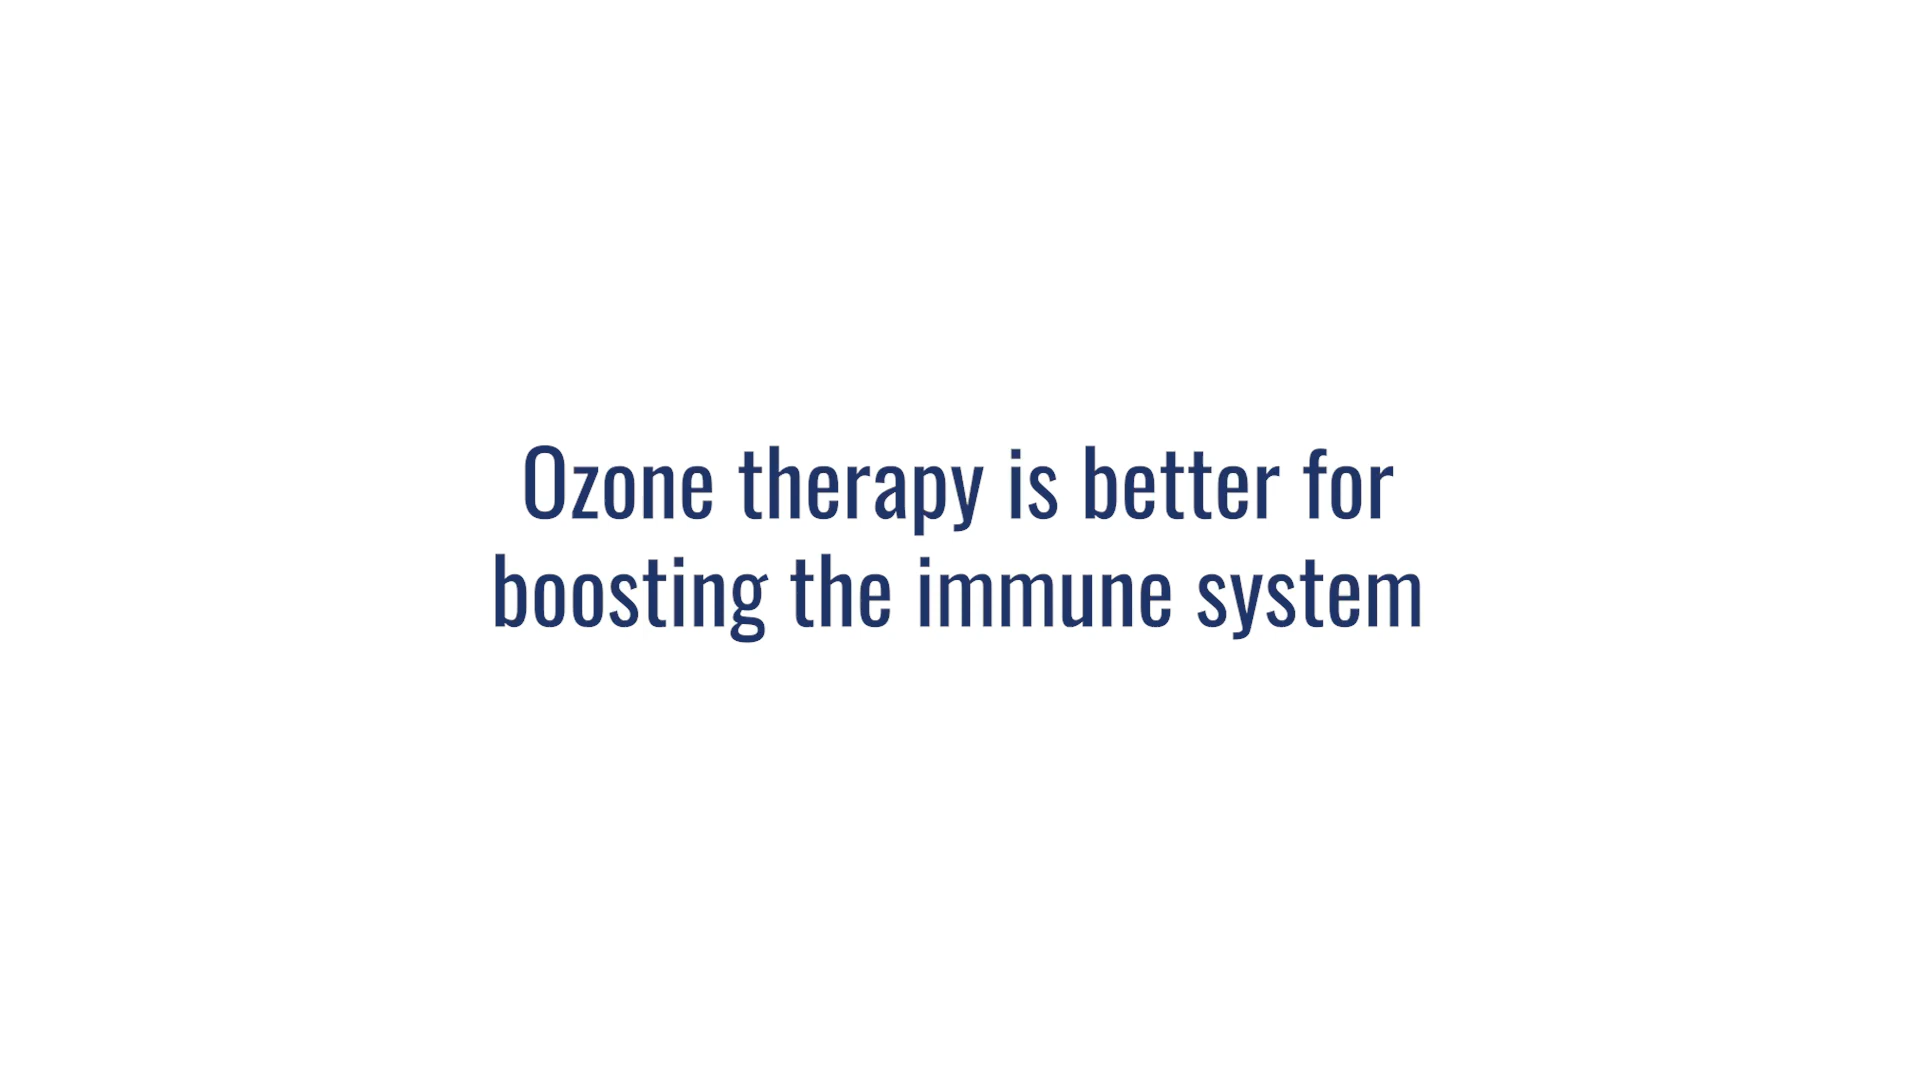 Ozone therapy is better for
boosting the immune system